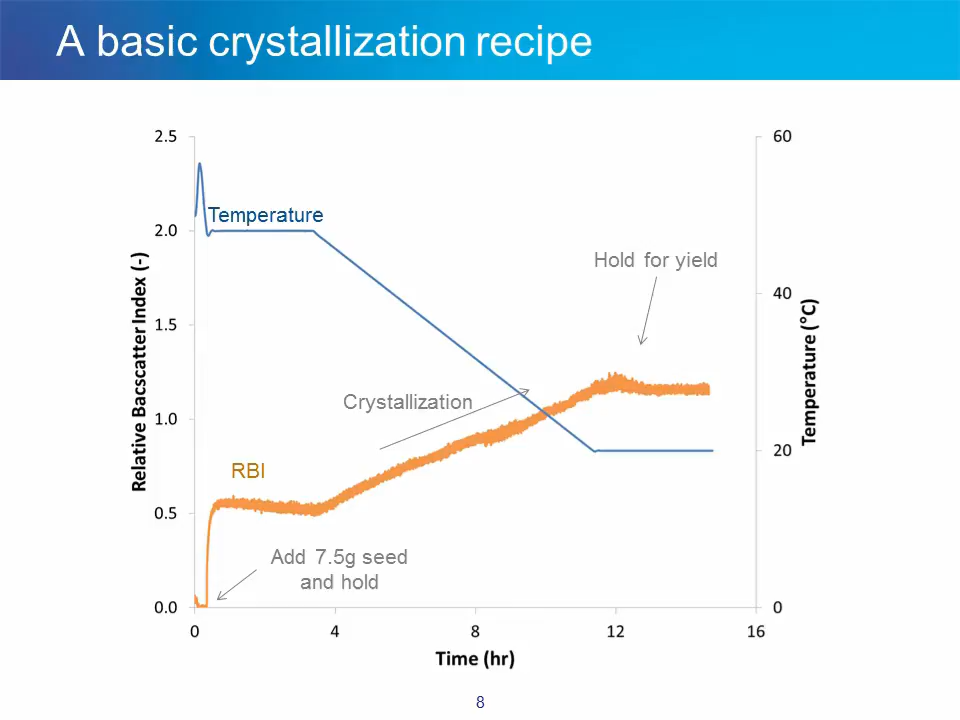 A basic crystallization recipe
2.5
2.0
1.5
1.0
0.5
0.0
Relative Bacscatter Index (-)
60
40
20
0
Temperature (°C)
Temperature
Hold for yield
Crystallization
RBI
Add 7.5g seed
and hold
0
4
8
12
16
Time (hr)
8